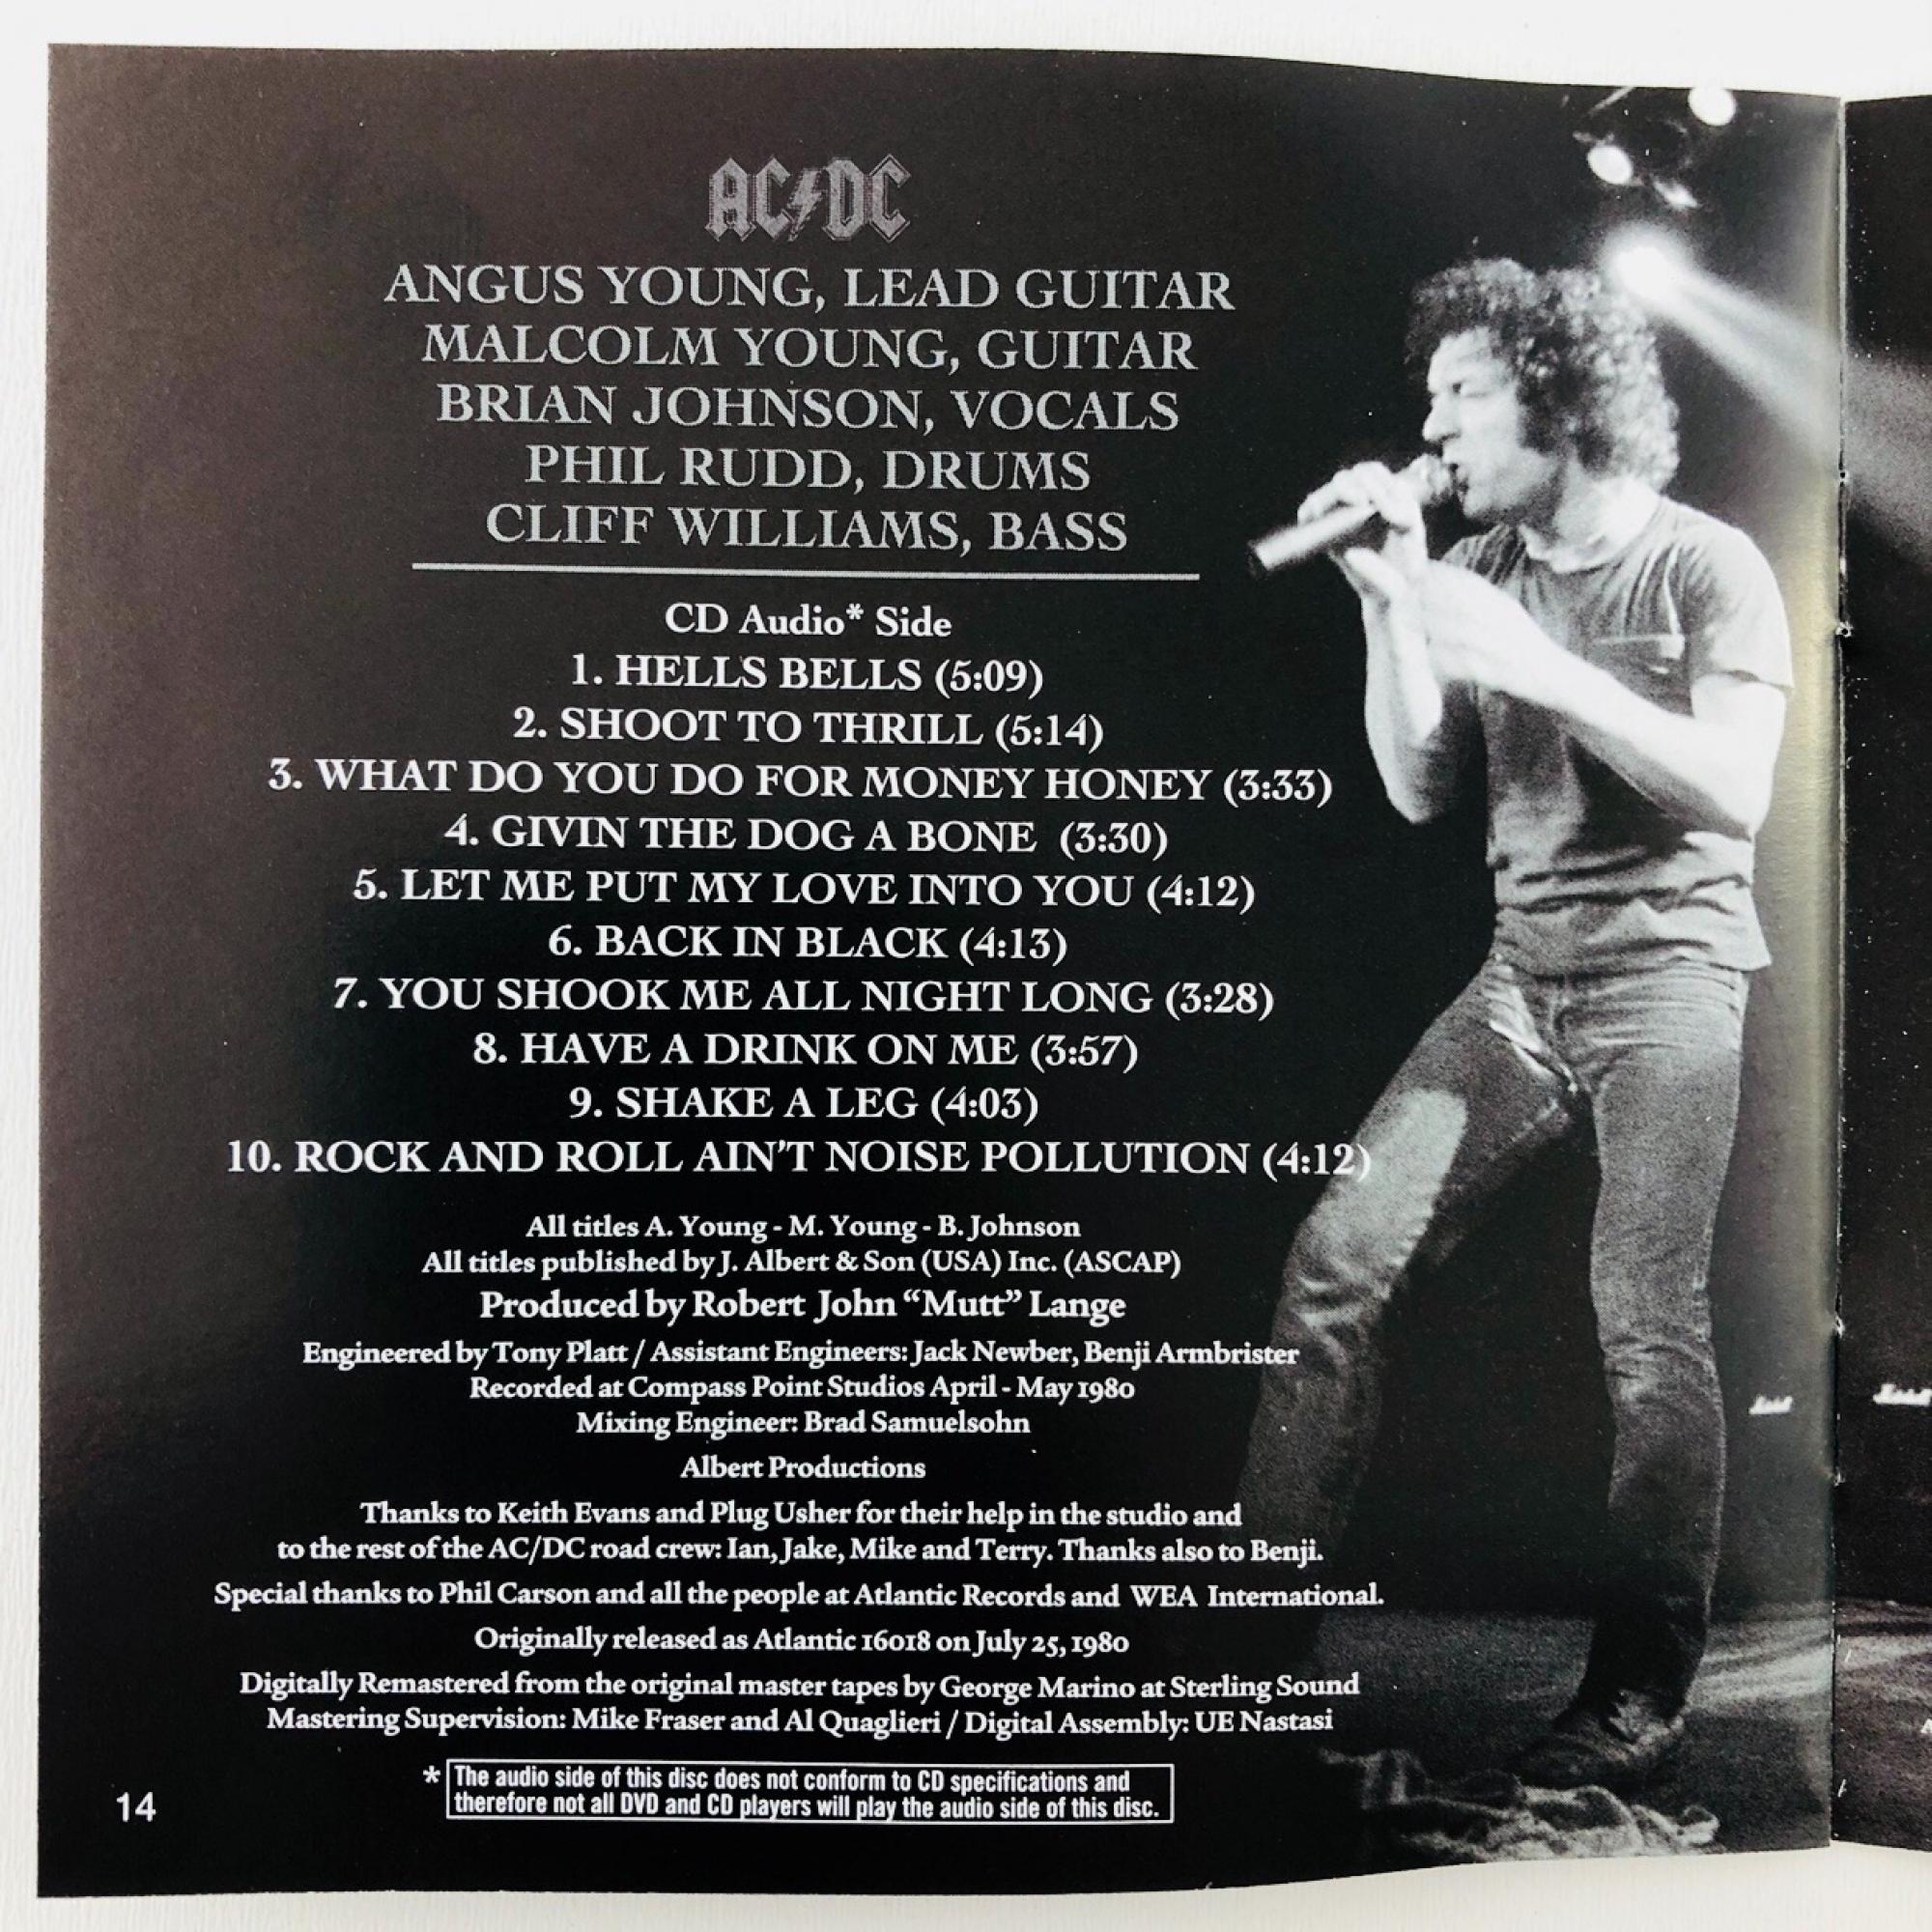 AC/DC
ANGUS YOUNG, LEAD GUITAR
MALCOLM YOUNG, GUITAR
BRIAN JOHNSON, VOCALS
PHIL RUDD, DRUMS
CLIFF WILLIAMS, BASS
CD Audio* Side
1. HELLS BELLS (5:09)
2. SHOOT TO THRILL (5:14)
3. WHAT DO YOU DO FOR MONEY HONEY (3:33)
4. GIVIN THE DOG A BONE (3:30)
5. LET ME PUT MY LOVE INTO YOU (4:12)
6. BACK IN BLACK (4:13)
7. YOU SHOOK ME ALL NIGHT LONG (3:28)
8. HAVE A DRINK ON ME (3:57)
9. SHAKE A LEG (4:03)
10. ROCK AND ROLL AIN'T NOISE POLLUTION (4:12)
All titles A. Young - M. Young - B. Johnson
All titles published by J. Albert & Son (USA) Inc. (ASCAP)
Produced by Robert John “Mutt” Lange
Engineered by Tony Platt / Assistant Engineers: Jack Newber, Benji Armbrister
Recorded at Compass Point Studios April - May 1980
Mixing Engineer: Brad Samuelsohn
Albert Productions
Thanks to Keith Evans and Plug Usher for their help in the studio and
to the rest of the AC/DC road crew: Ian, Jake, Mike and Terry. Thanks also to Benji.
Special thanks to Phil Carson and all the people at Atlantic Records and WEA International.
Originally released as Atlantic 16018 on July 25, 1980
Digitally Remastered from the original master tapes by George Marino at Sterling Sound
Mastering Supervision: Mike Fraser and Al Quaglieri / Digital Assembly: UE Nastasi
* The audio side of this disc does not conform to CD specifications and
therefore not all DVD and CD players will play the audio side of this disc.
14
Marshall